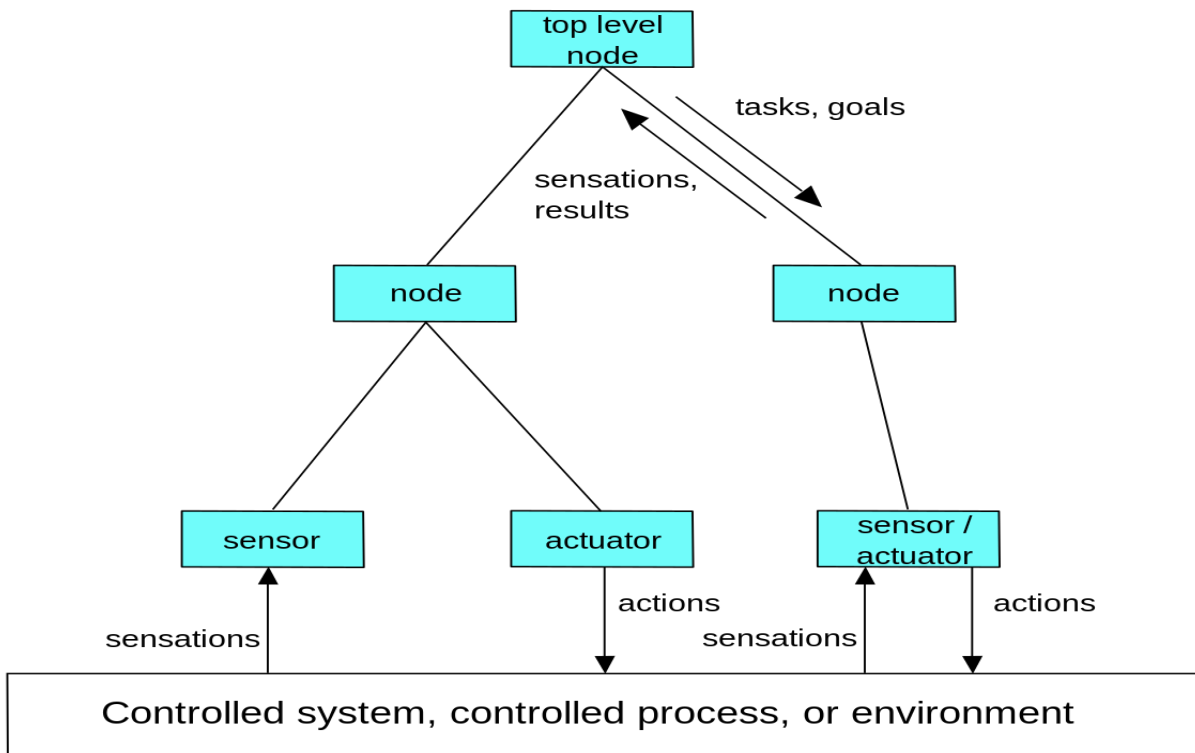 top level
node
tasks, goals
sensations,
results
node
node
sensor
actuator
sensor /
actuator
sensations
actions
sensations
actions
Controlled system, controlled process, or environment